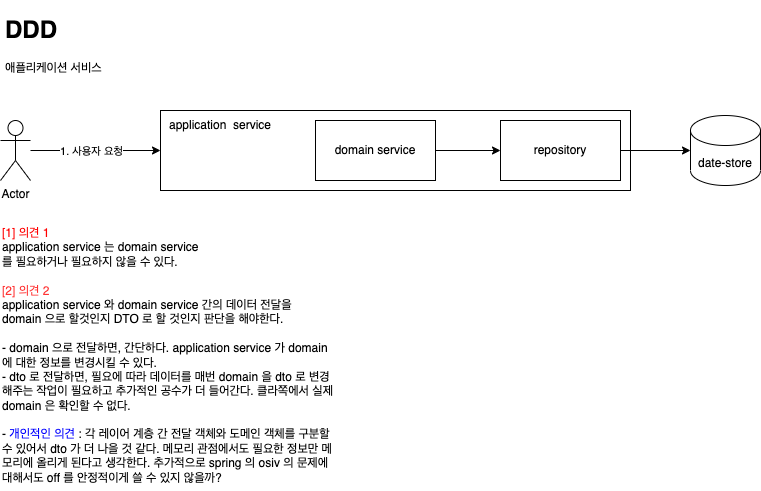 DDD
애플리케이션 서비스
application service
domain service
repository
1. 사용자 요청
date-store
Actor
[1] 의견 1
application service 는 domain service
를 필요하거나 필요하지 않을 수 있다.
[2] 의견 2
application service 와 domain service 간의 데이터 전달을
domain 으로 할것인지 DTO 로 할 것인지 판단을 해야한다.
- domain 으로 전달하면, 간단하다. application service 가 domain
에 대한 정보를 변경시킬 수 있다.
- dto 로 전달하면, 필요에 따라 데이터를 매번 domain 을 dto 로 변경
해주는 작업이 필요하고 추가적인 공수가 더 들어간다. 클라쪽에서 실제
domain 은 확인할 수 없다.
- 개인적인 의견 : 각 레이어 계층 간 전달 객체와 도메인 객체를 구분할
수 있어서 dto 가 더 나을 것 같다. 메모리 관점에서도 필요한 정보만 메
모리에 올리게 된다고 생각한다. 추가적으로 spring 의 osiv 의 문제에
대해서도 off 를 안정적이게 쓸 수 있지 않을까?